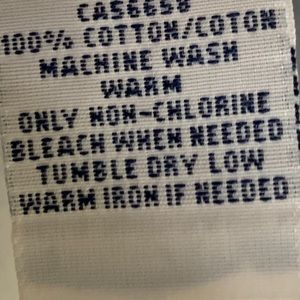 CA56658
100% COTTON/COTON
MACHINE WASH
WARM
ONLY NON-CHLORINE
BLEACH WHEN NEEDED
TUMBLE DRY LOW
WARM IRON IF NEEDED